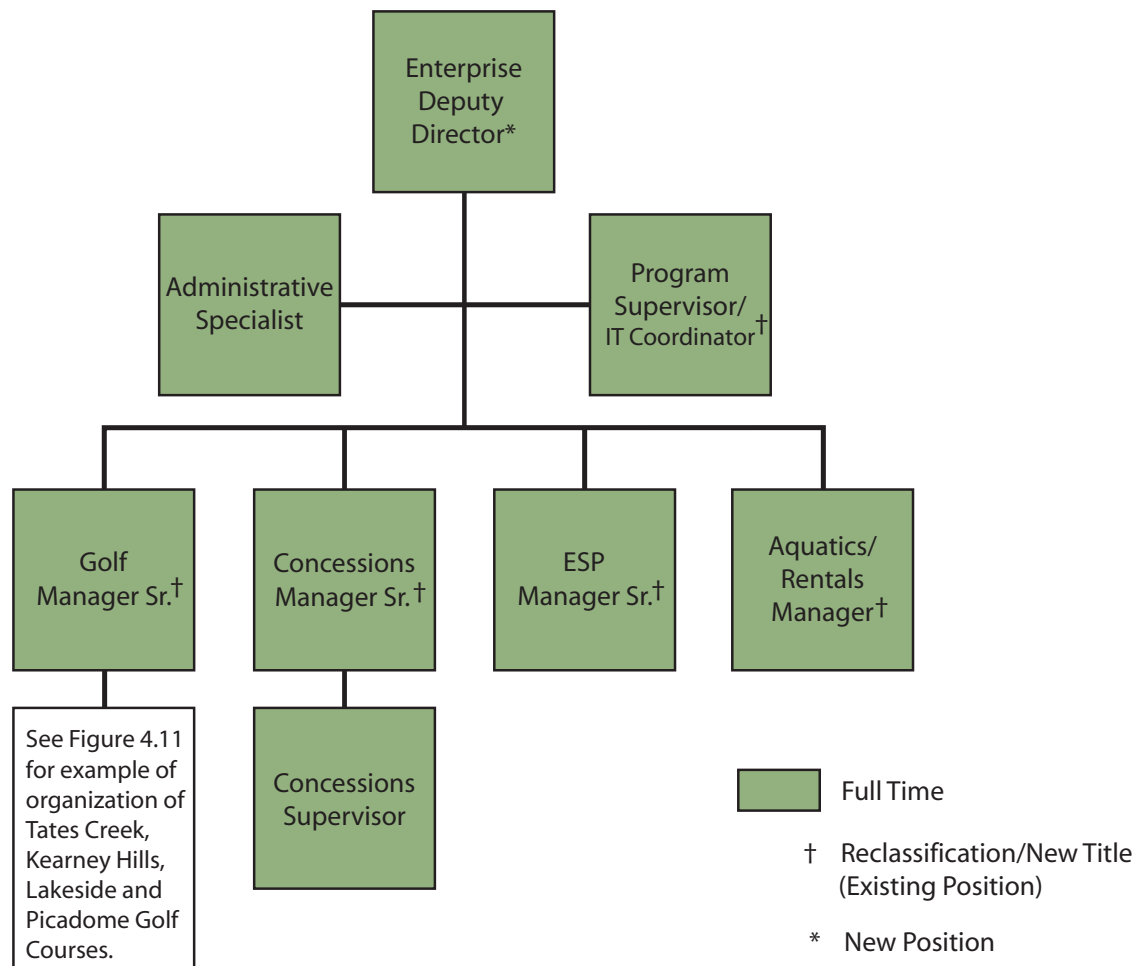 Enterprise
Deputy
Director*
Administrative
Specialist
Program
Supervisor/
IT Coordinator†
Golf
Manager Sr.†
Concessions
Manager Sr.†
ESP
Manager Sr.†
Aquatics/
Rentals
Manager†
See Figure 4.11
for example of
organization of
Tates Creek,
Kearney Hills,
Lakeside and
Picadome Golf
Courses.
Concessions
Supervisor
Full Time
† Reclassification/New Title
(Existing Position)
* New Position